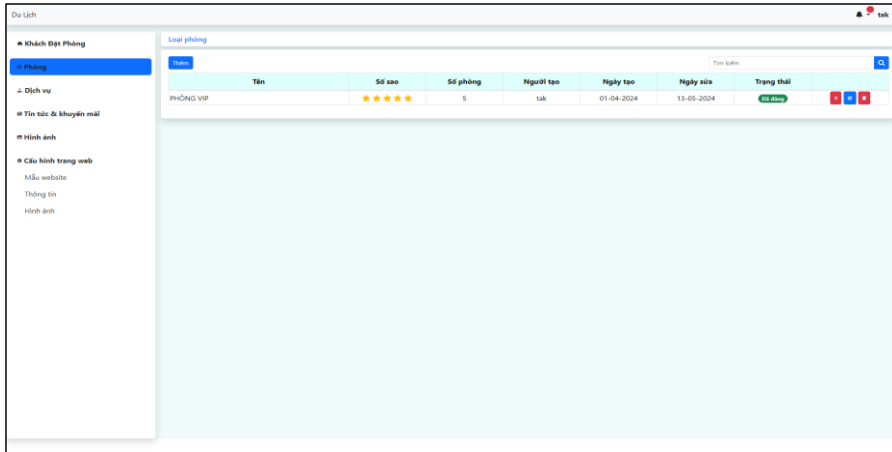 Du Lịch
tak
Khách Đặt Phòng
Phòng
Dịch vụ
Tin tức & khuyến mãi
Hình ảnh
Cấu hình trang web
Mẫu website
Thông tin
Hình ảnh
Loại phòng
Thêm
Tìm kiếm
Tên Số sao Số phòng Người tạo Ngày tạo Ngày sửa Trạng thái
PHÒNG VIP 5 tak 01-04-2024 13-05-2024 Đã đăng